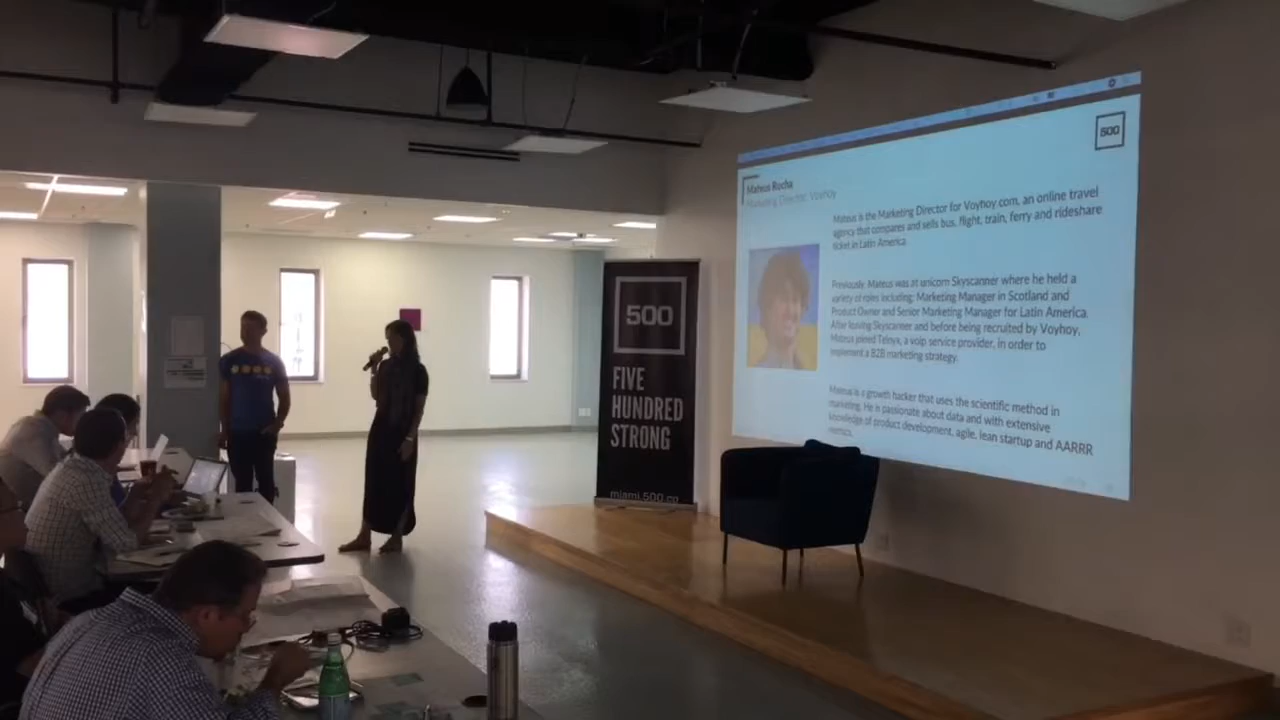 500
Mateus Rocha
Marketing Director, Voyhoy
Mateus is the Marketing Director for Voyhoy com, an online travel
agency that compares and sells bus, flight, train, ferry and rideshare
ticket in Latin America.
Previously, Mateus was at unicorn Skyscanner where he held a
variety of roles including; Marketing Manager in Scotland and
Product Owner and Senior Marketing Manager for Latin America.
After leaving Skyscanner and before being recruited by Voyhoy,
Mateus joined Telnyx, a voip service provider, in order to
implement a B2B marketing strategy.
Mateus is a growth hacker that uses the scientific method in
marketing. He is passionate about data and with extensive
knowledge of product development, agile, lean startup and AARRR
metrics.
500
FIVE
HUNDRED
STRONG
miami.500.co